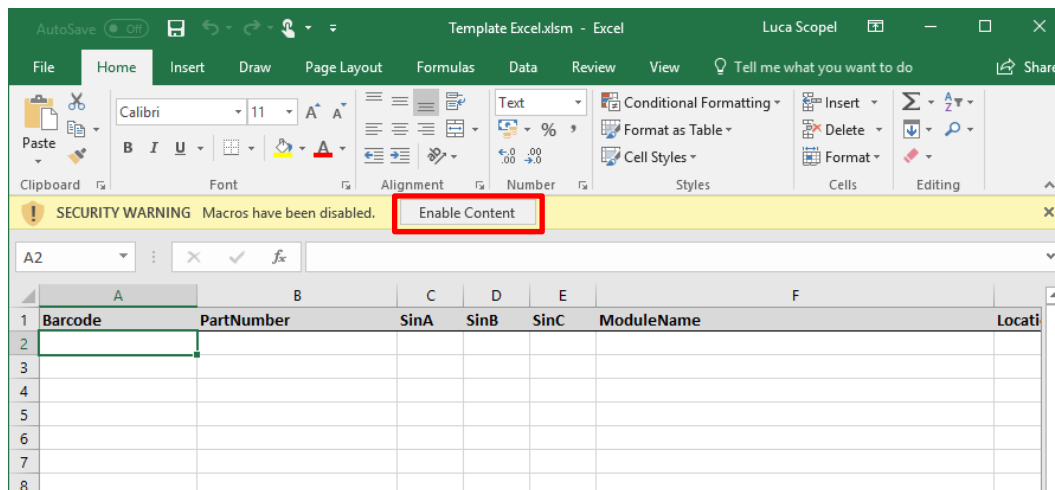 AutoSave Off Template Excel.xlsm - Excel Luca Scopel
File Home Insert Draw Page Layout Formulas Data Review View Tell me what you want to do Share
Calibri 11 A A Text Conditional Formatting Insert
Paste B I U A % , Format as Table Delete
.00 .00 Cell Styles Format
Clipboard Font Alignment Number Styles Cells Editing
SECURITY WARNING Macros have been disabled. Enable Content
A2 fx
A B C D E F
1 Barcode PartNumber SinA SinB SinC ModuleName Locati
2
3
4
5
6
7
8